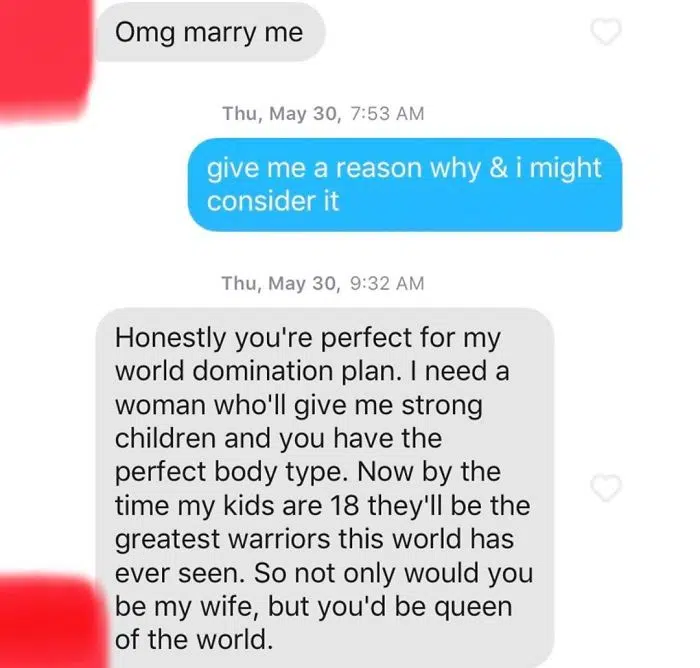 Omg marry me
Thu, May 30, 7:53 AM
give me a reason why & i might
consider it
Thu, May 30, 9:32 AM
Honestly you're perfect for my
world domination plan. I need a
woman who'll give me strong
children and you have the
perfect body type. Now by the
time my kids are 18 they'll be the
greatest warriors this world has
ever seen. So not only would you
be my wife, but you'd be queen
of the world.